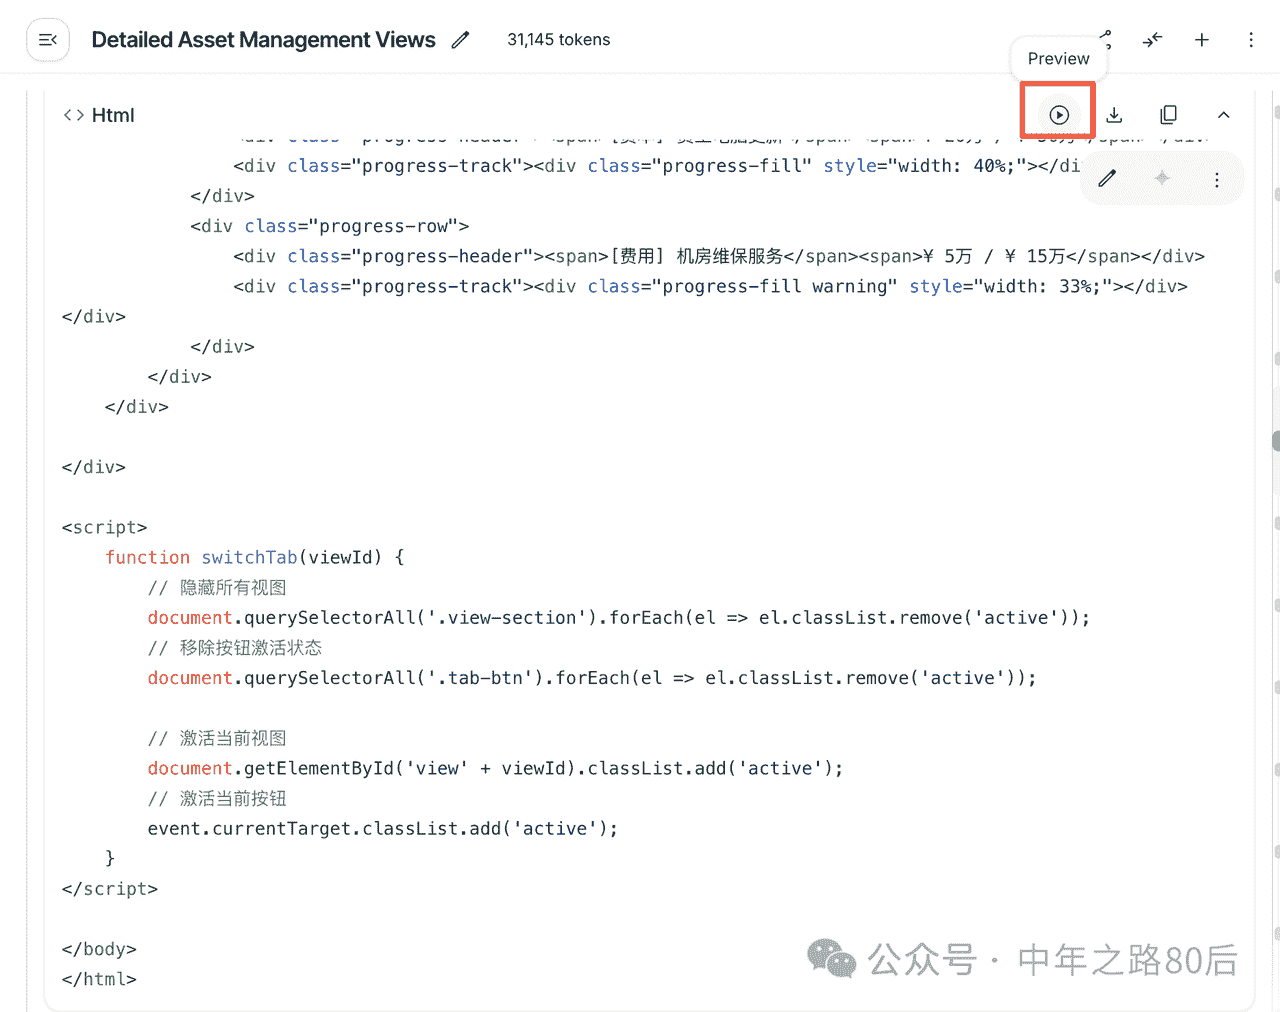 Detailed Asset Management Views
31,145 tokens
Preview
<> Html
<div class="progress-track"><div class="progress-fill" style="width: 40%;"></di
</div>
<div class="progress-row">
<div class="progress-header"><span>[费用] 机房维保服务</span><span>¥ 5万 / ¥ 15万</span></div>
<div class="progress-track"><div class="progress-fill warning" style="width: 33%;"></div>
</div>
</div>
</div>
</div>
</div>
<script>
function switchTab(viewId) {
// 隐藏所有视图
document.querySelectorAll('.view-section').forEach(el => el.classList.remove('active'));
// 移除按钮激活状态
document.querySelectorAll('.tab-btn').forEach(el => el.classList.remove('active'));
// 激活当前视图
document.getElementById('view' + viewId).classList.add('active');
// 激活当前按钮
event.currentTarget.classList.add('active');
}
</script>
</body>
</html>
公众号 · 中年之路80后